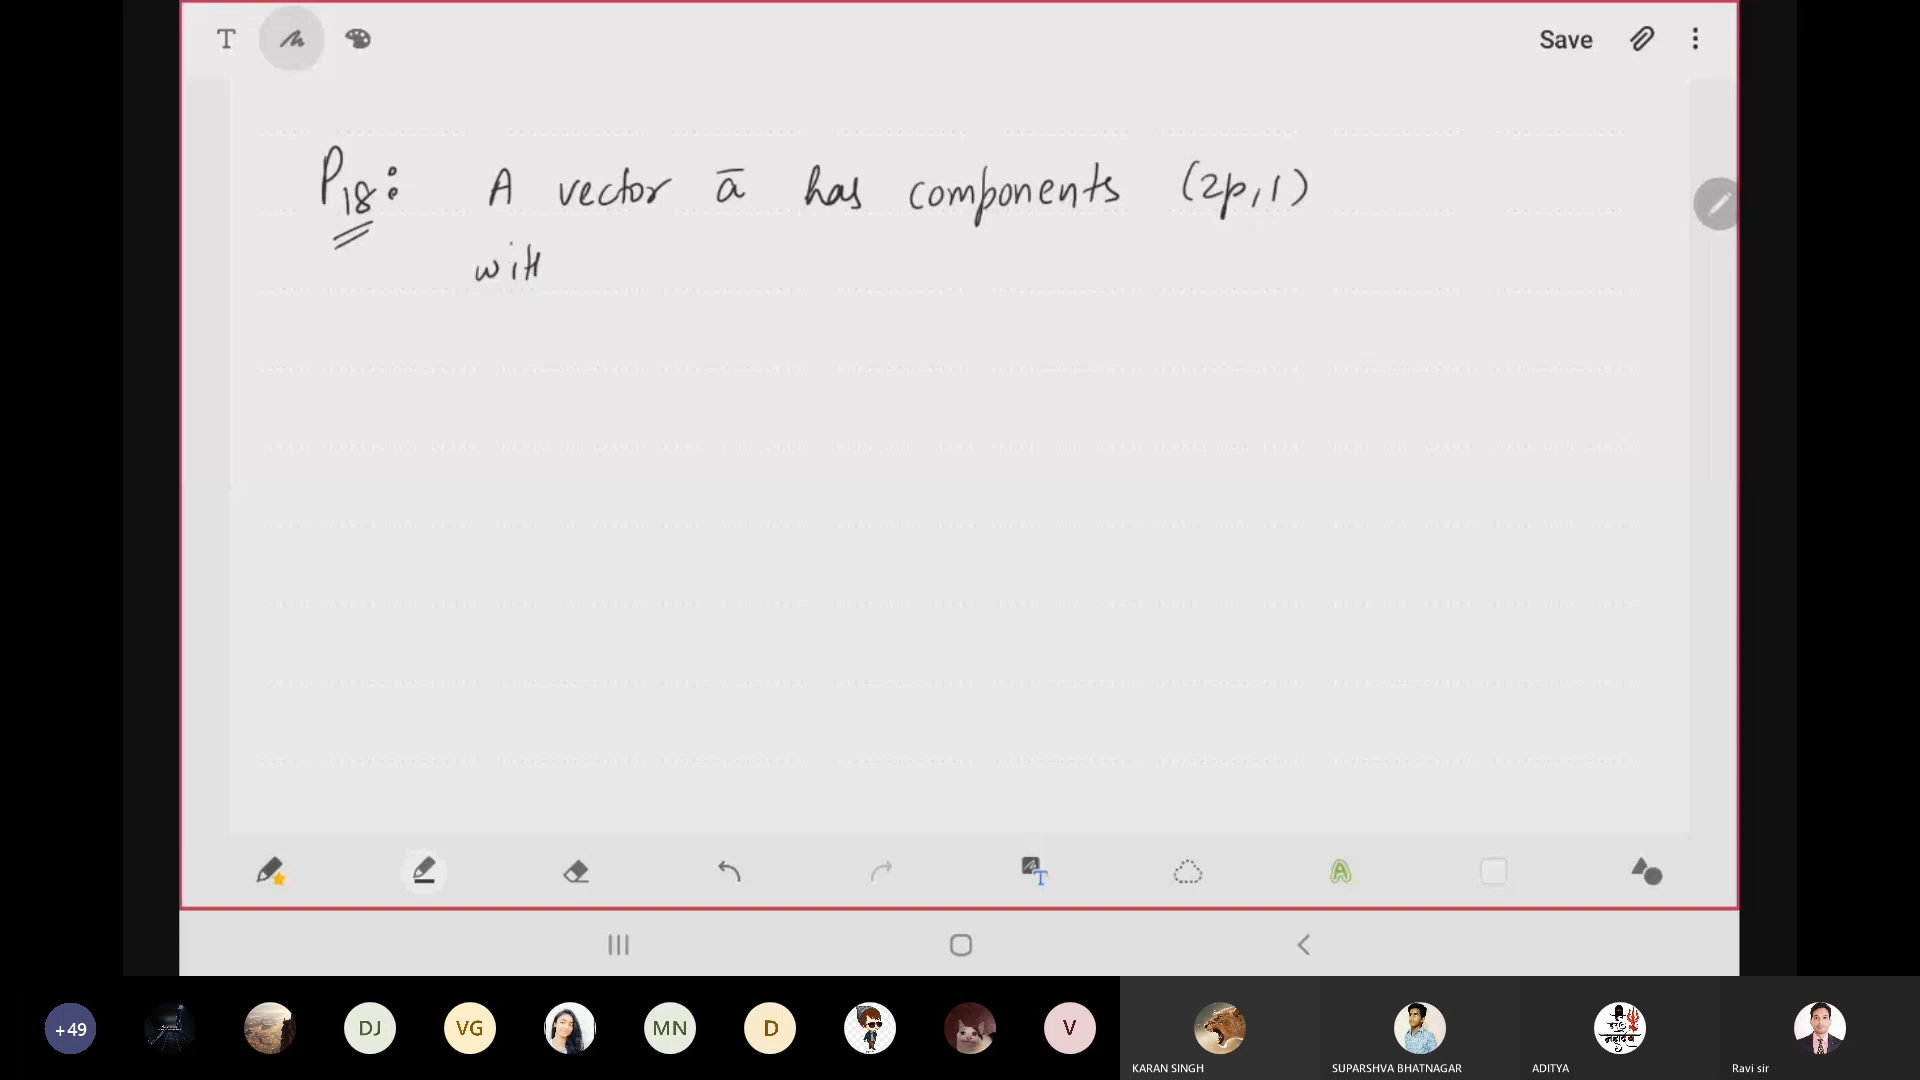 T
Save
P18: A vector ā has components (2p, 1)
with
T
A
+49
DJ
VG
MN
D
V
KARAN SINGH
SUPARSHVA BHATNAGAR
ADITYA
Ravi sir